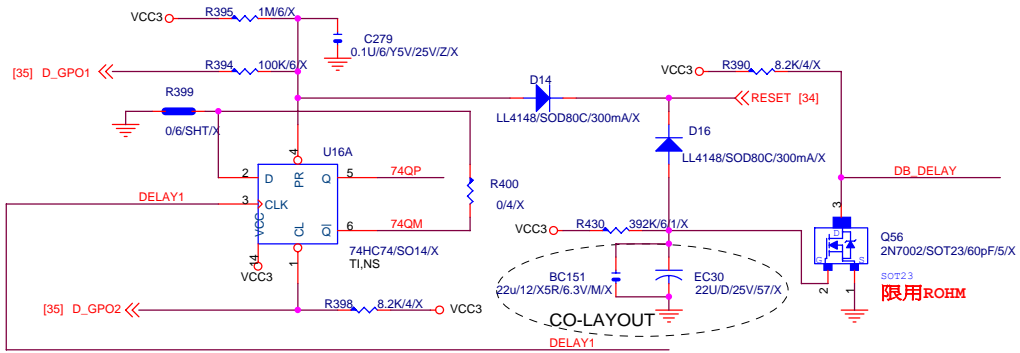 R395 1M/6/X
VCC3
C279
0.1U/6/Y5V/25V/Z/X
[35] D_GPO1
R394 100K/6/X
VCC3
R390 8.2K/4/X
R399
0/6/SHT/X
D14
LL4148/SOD80C/300mA/X
RESET [34]
D16
LL4148/SOD80C/300mA/X
U16A
4
PR
2 D Q 5 74QP
DELAY1 3 CLK
VCC CL Q 6 74QM
14 1
VCC3
74HC74/SO14/X
TI,NS
R400
0/4/X
DB_DELAY
3
D
G S
2 1
Q56
2N7002/SOT23/60pF/5/X
SOT23
限用ROHM
VCC3
R430 392K/6/1/X
BC151
22u/12/X5R/6.3V/M/X
EC30
22U/D/25V/57/X
CO-LAYOUT
[35] D_GPO2
R398 8.2K/4/X
VCC3
DELAY1